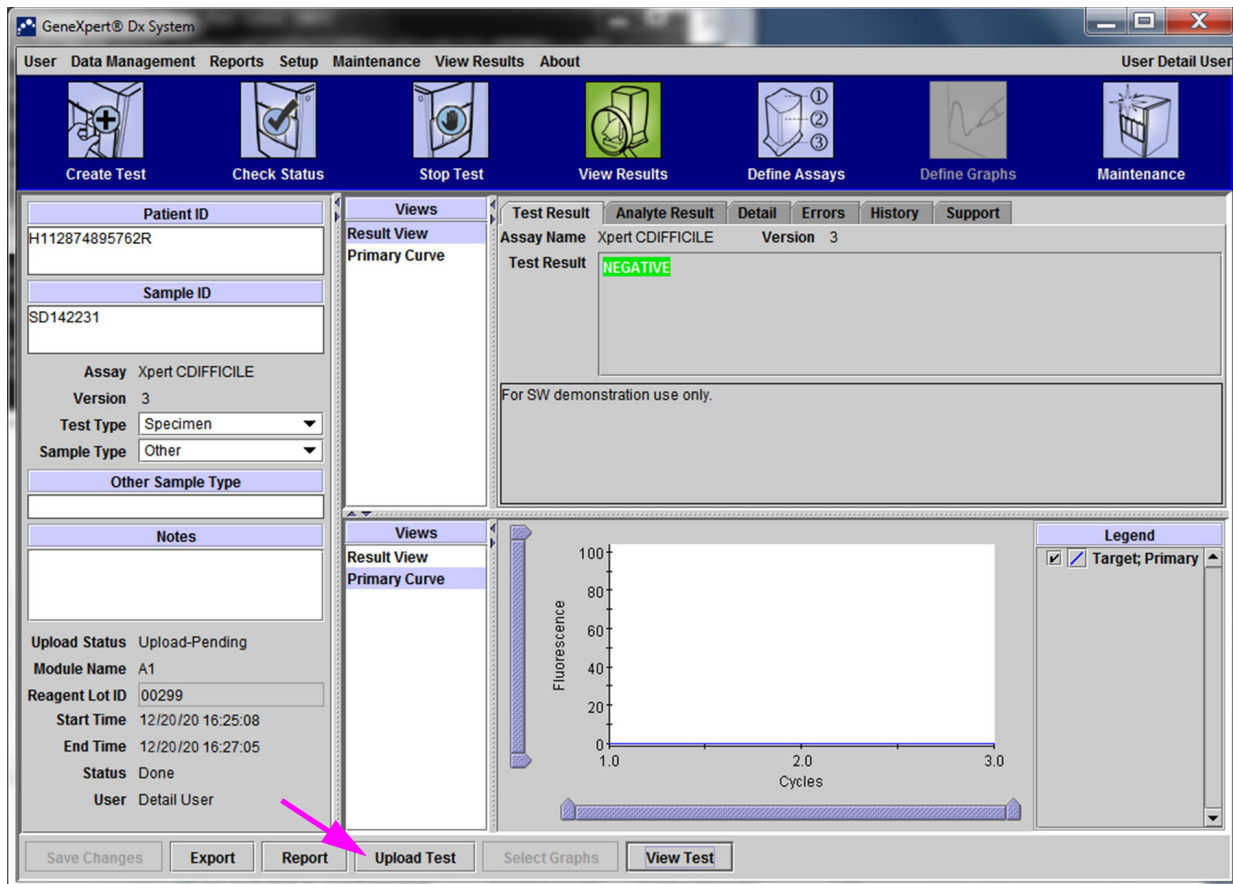 GeneXpert® Dx System
User Data Management Reports Setup Maintenance View Results About User Detail User
Create Test Check Status Stop Test View Results Define Assays Define Graphs Maintenance
Patient ID
H112874895762R
Sample ID
SD142231
Assay Xpert CDIFFICILE
Version 3
Test Type Specimen
Sample Type Other
Other Sample Type
Notes
Upload Status Upload-Pending
Module Name A1
Reagent Lot ID 00299
Start Time 12/20/20 16:25:08
End Time 12/20/20 16:27:05
Status Done
User Detail User
Views
Result View
Primary Curve
Test Result Analyte Result Detail Errors History Support
Assay Name Xpert CDIFFICILE Version 3
Test Result NEGATIVE
For SW demonstration use only.
Views
Result View
Primary Curve
Fluorescence
100
80
60
40
20
0
1.0 2.0 3.0
Cycles
Legend
Target; Primary
Save Changes Export Report Upload Test Select Graphs View Test